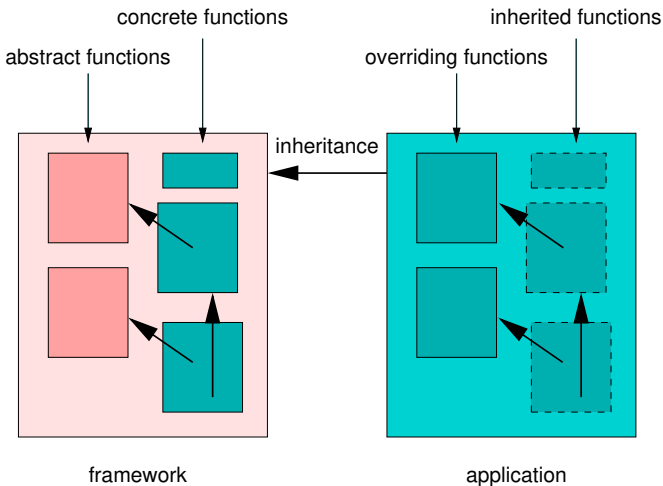 concrete functions
inherited functions
abstract functions
overriding functions
inheritance
framework
application